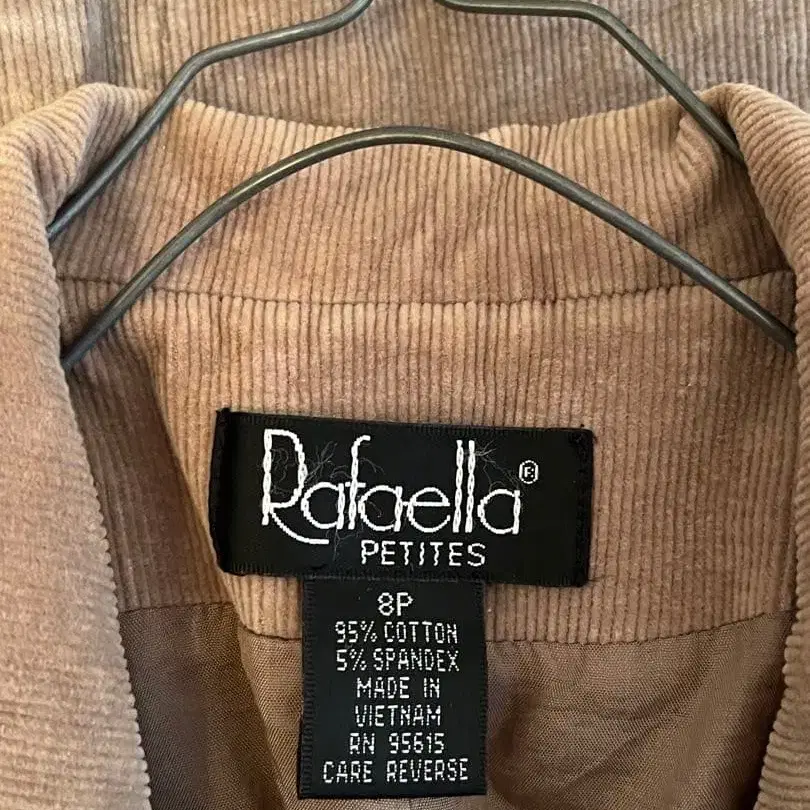 Rafaella®
PETITES
8P
95% COTTON
5% SPANDEX
MADE IN
VIETNAM
RN 95615
CARE REVERSE